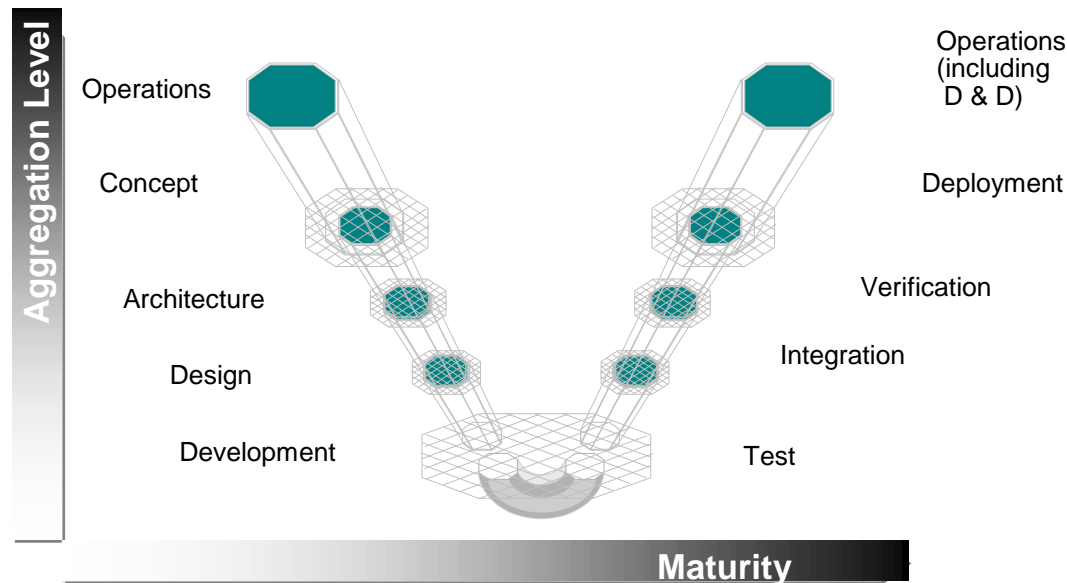 Aggregation Level
Operations
Concept
Architecture
Design
Development
Operations
(including
D & D)
Deployment
Verification
Integration
Test
Maturity